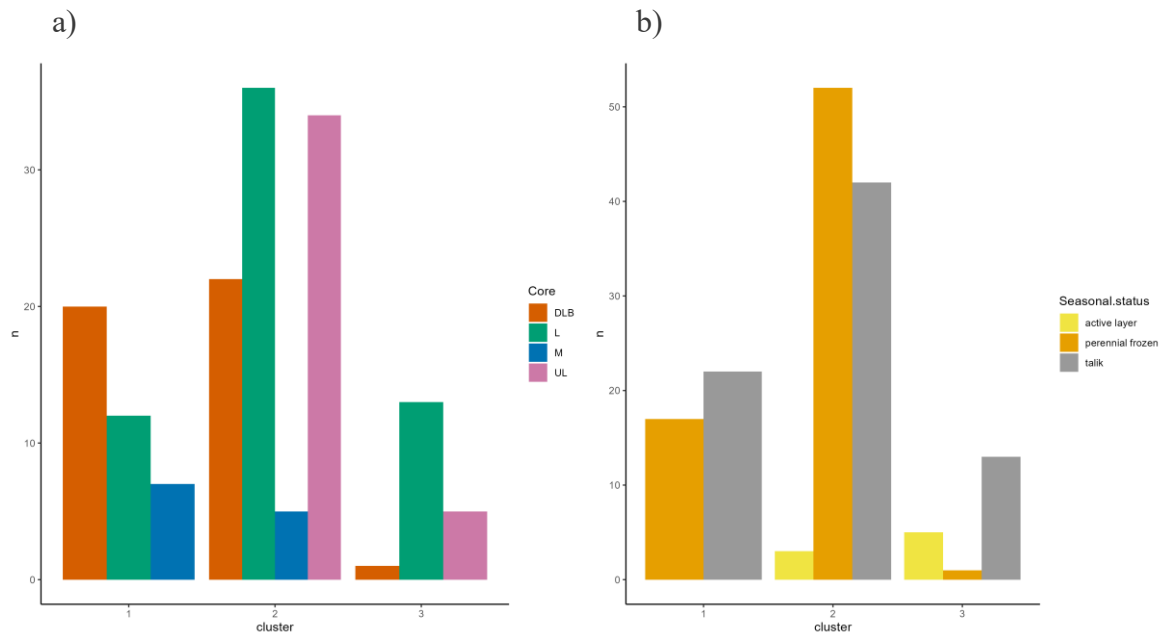 a)
n
30
20
10
0
1 2 3
cluster
Core
DLB
L
M
UL
b)
n
50
40
30
20
10
0
1 2 3
cluster
Seasonal.status
active layer
perennial frozen
talik